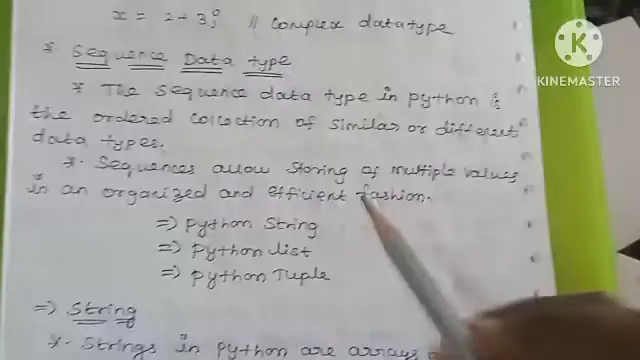 x = 2+3j // complex datatype
* Sequence Data type
* The sequence data type in python is
the ordered collection of similar or different
data types.
* Sequences allow storing of multiple values
in an organized and efficient fashion.
=> python String
=> python list
=> python Tuple
=> String
* Strings in python are arrays
K
KINEMASTER